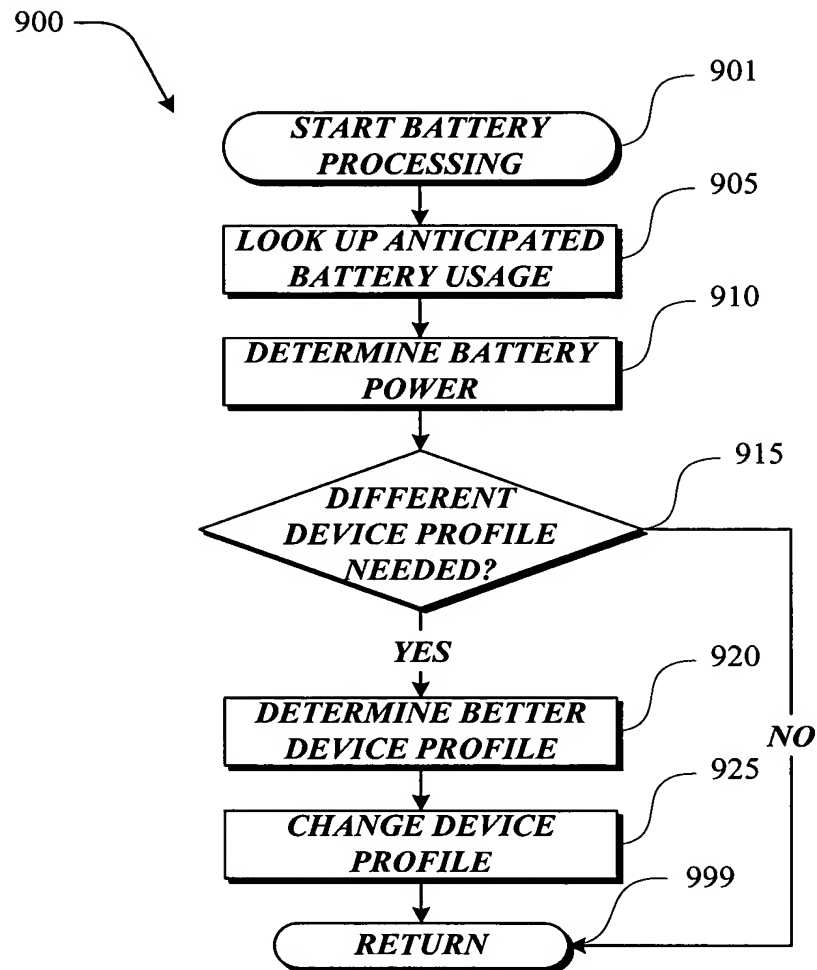 900
901
START BATTERY
PROCESSING
905
LOOK UP ANTICIPATED
BATTERY USAGE
910
DETERMINE BATTERY
POWER
915
DIFFERENT
DEVICE PROFILE
NEEDED?
YES
920
DETERMINE BETTER
DEVICE PROFILE
NO
925
CHANGE DEVICE
PROFILE
999
RETURN